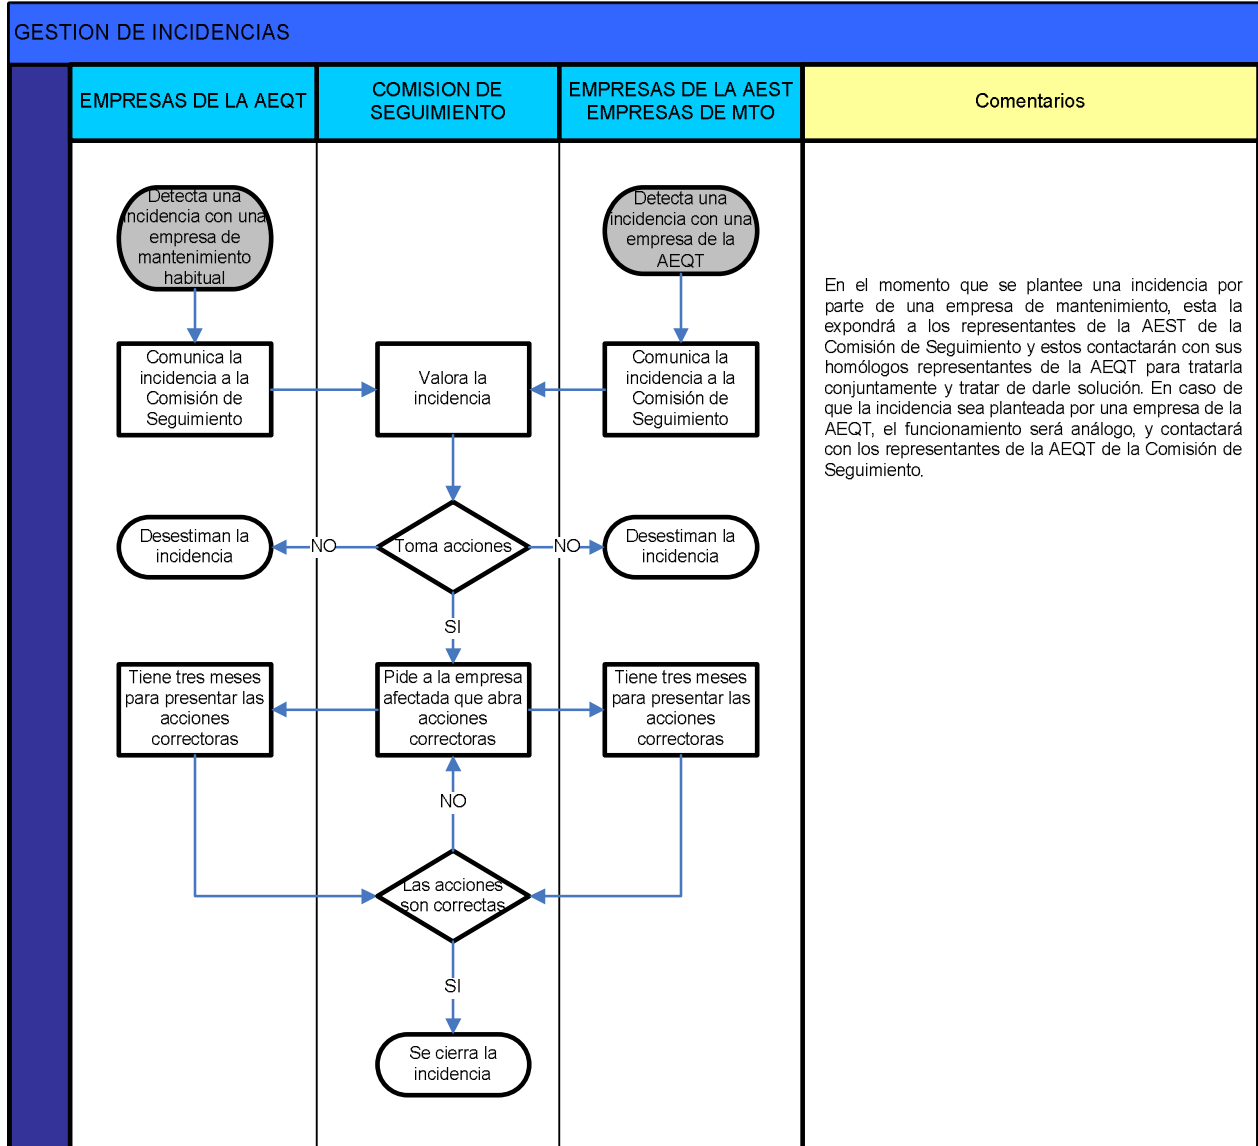 GESTION DE INCIDENCIAS
EMPRESAS DE LA AEQT
COMISION DE
SEGUIMIENTO
EMPRESAS DE LA AEST
EMPRESAS DE MTO
Comentarios
Detecta una
incidencia con una
empresa de
mantenimiento
habitual
Detecta una
incidencia con una
empresa de la
AEQT
Comunica la
incidencia a la
Comisión de
Seguimiento
Valora la
incidencia
Comunica la
incidencia a la
Comisión de
Seguimiento
En el momento que se plantee una incidencia por
parte de una empresa de mantenimiento, esta la
expondrá a los representantes de la AEST de la
Comisión de Seguimiento y estos contactarán con sus
homólogos representantes de la AEQT para tratarla
conjuntamente y tratar de darle solución. En caso de
que la incidencia sea planteada por una empresa de la
AEQT, el funcionamiento será análogo, y contactará
con los representantes de la AEQT de la Comisión de
Seguimiento.
Desestiman la
incidencia
NO
Toma acciones
NO
Desestiman la
incidencia
SI
Tiene tres meses
para presentar las
acciones
correctoras
Pide a la empresa
afectada que abra
acciones
correctoras
Tiene tres meses
para presentar las
acciones
correctoras
NO
Las acciones
son correctas
SI
Se cierra la
incidencia